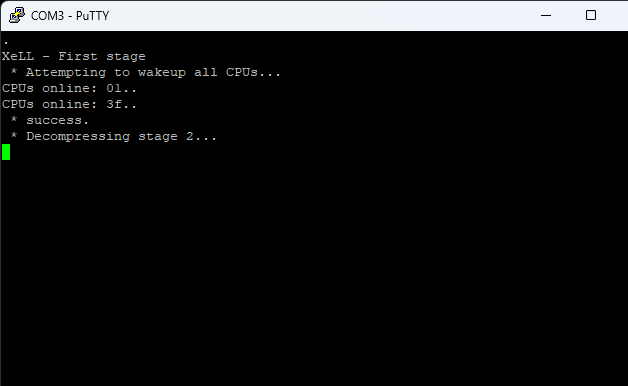 COM3 - PuTTY
.
XeLL - First stage
 * Attempting to wakeup all CPUs...
CPUs online: 01..
CPUs online: 3f..
 * success.
 * Decompressing stage 2...